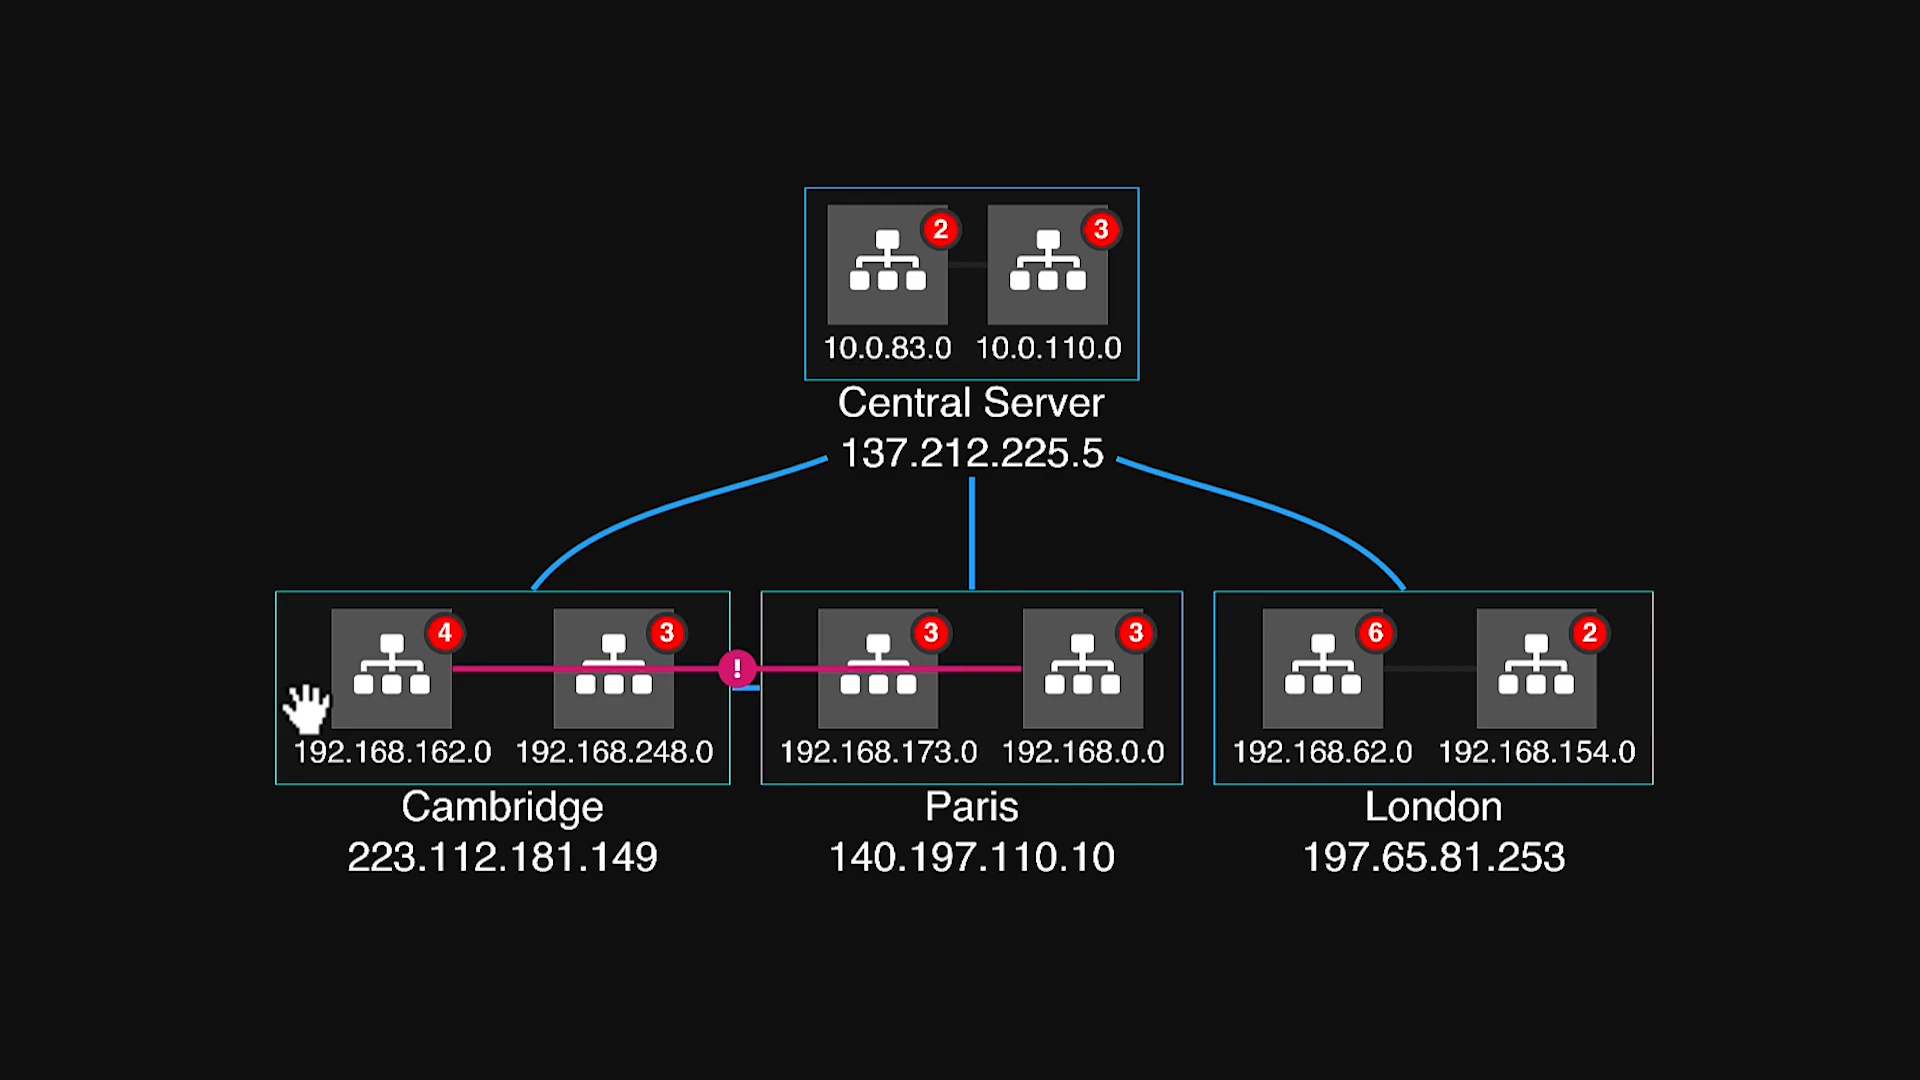 2 3
10.0.83.0 10.0.110.0
Central Server
137.212.225.5
4 3 3 3 6 2
!
192.168.162.0 192.168.248.0 192.168.173.0 192.168.0.0 192.168.62.0 192.168.154.0
Cambridge Paris London
223.112.181.149 140.197.110.10 197.65.81.253